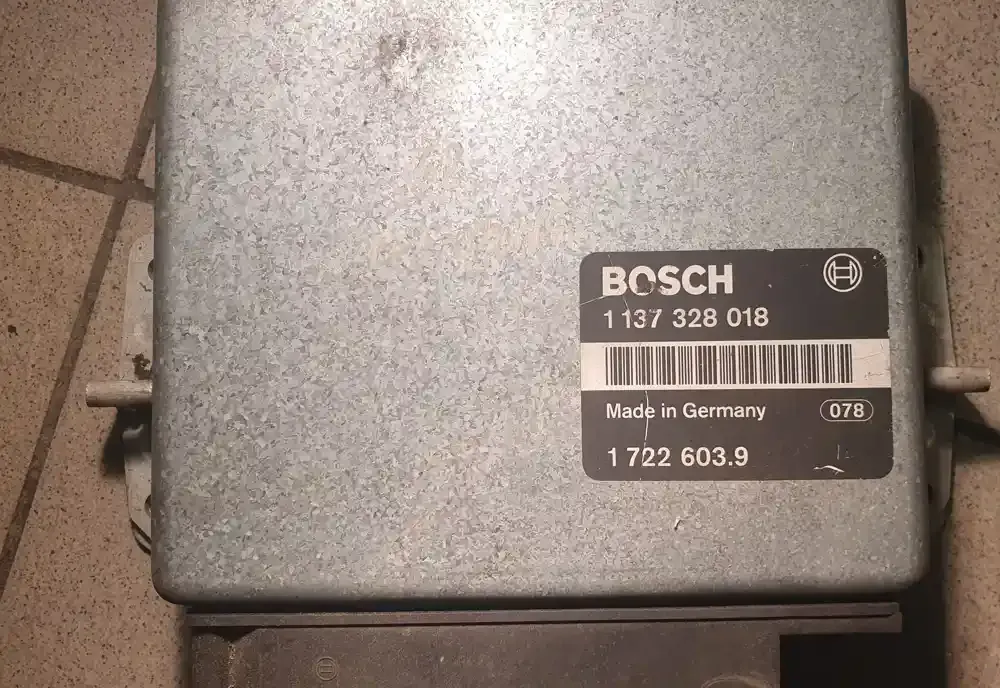 BOSCH
1 137 328 018
Made in Germany 078
1 722 603.9